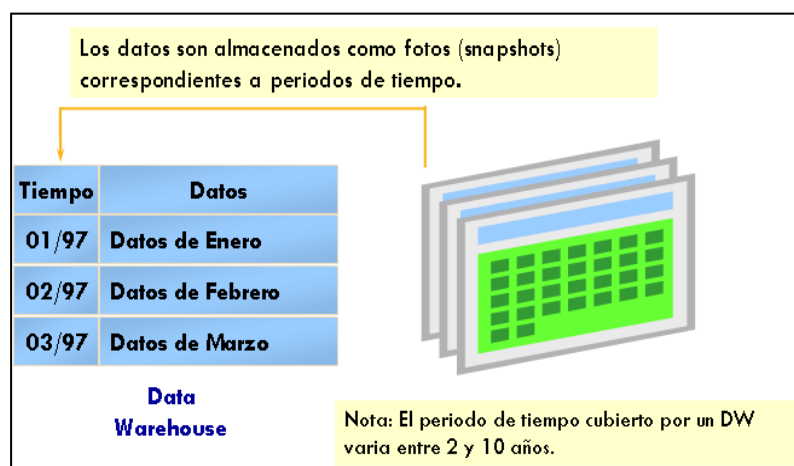 Los datos son almacenados como fotos (snapshots)
correspondientes a periodos de tiempo.
Tiempo Datos
01/97 Datos de Enero
02/97 Datos de Febrero
03/97 Datos de Marzo
Data
Warehouse
Nota: El periodo de tiempo cubierto por un DW
varia entre 2 y 10 años.